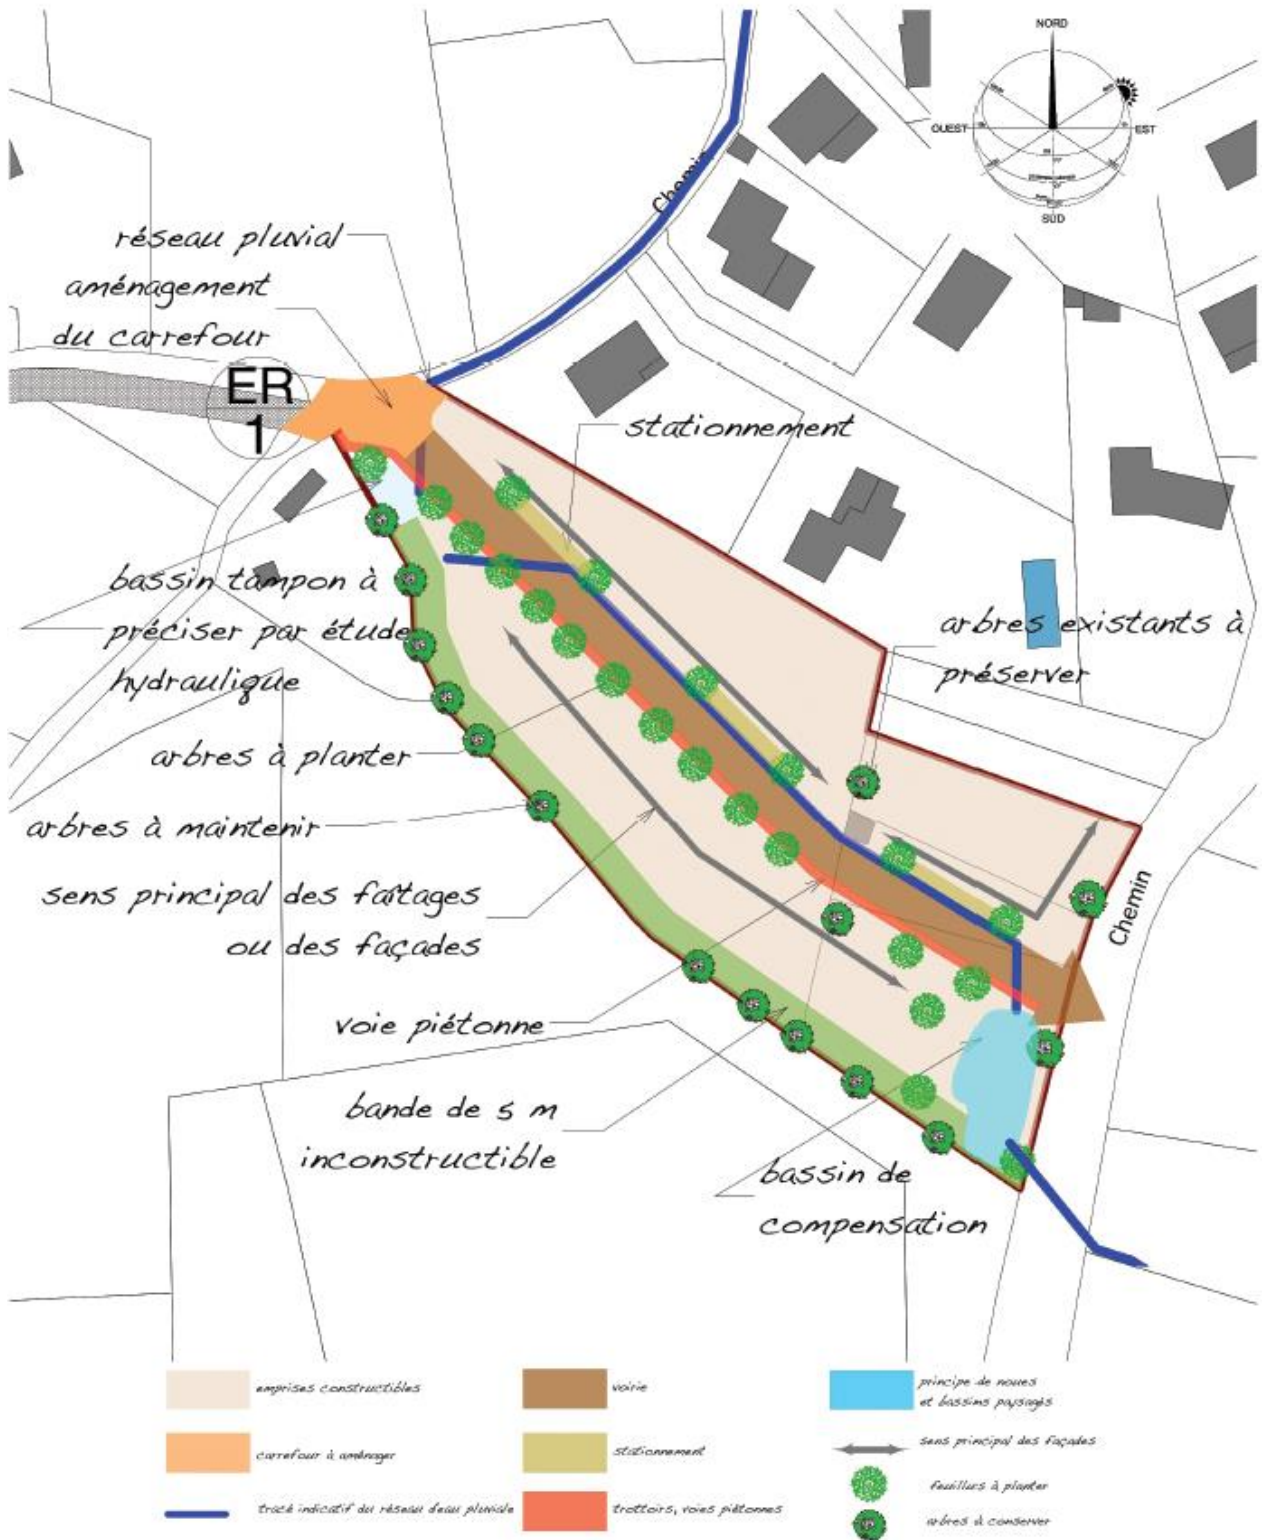 NORD
OUEST
EST
SUD
Chemin
réseau pluvial
aménagement
du carrefour
ER
1
stationnement
bassin tampon à
préciser par étude
hydraulique
arbres existants à
préserver
arbres à planter
arbres à maintenir
sens principal des faîtages
ou des façades
Chemin
voie piétonne
bande de 5 m
inconstructible
bassin de
compensation
emprises constructibles
voirie
principe de noues
et bassins paysagés
carrefour à aménager
stationnement
sens principal des façades
feuillus à planter
tracé indicatif du réseau d'eau pluviale
trottoirs, voies piétonnes
arbres à conserver